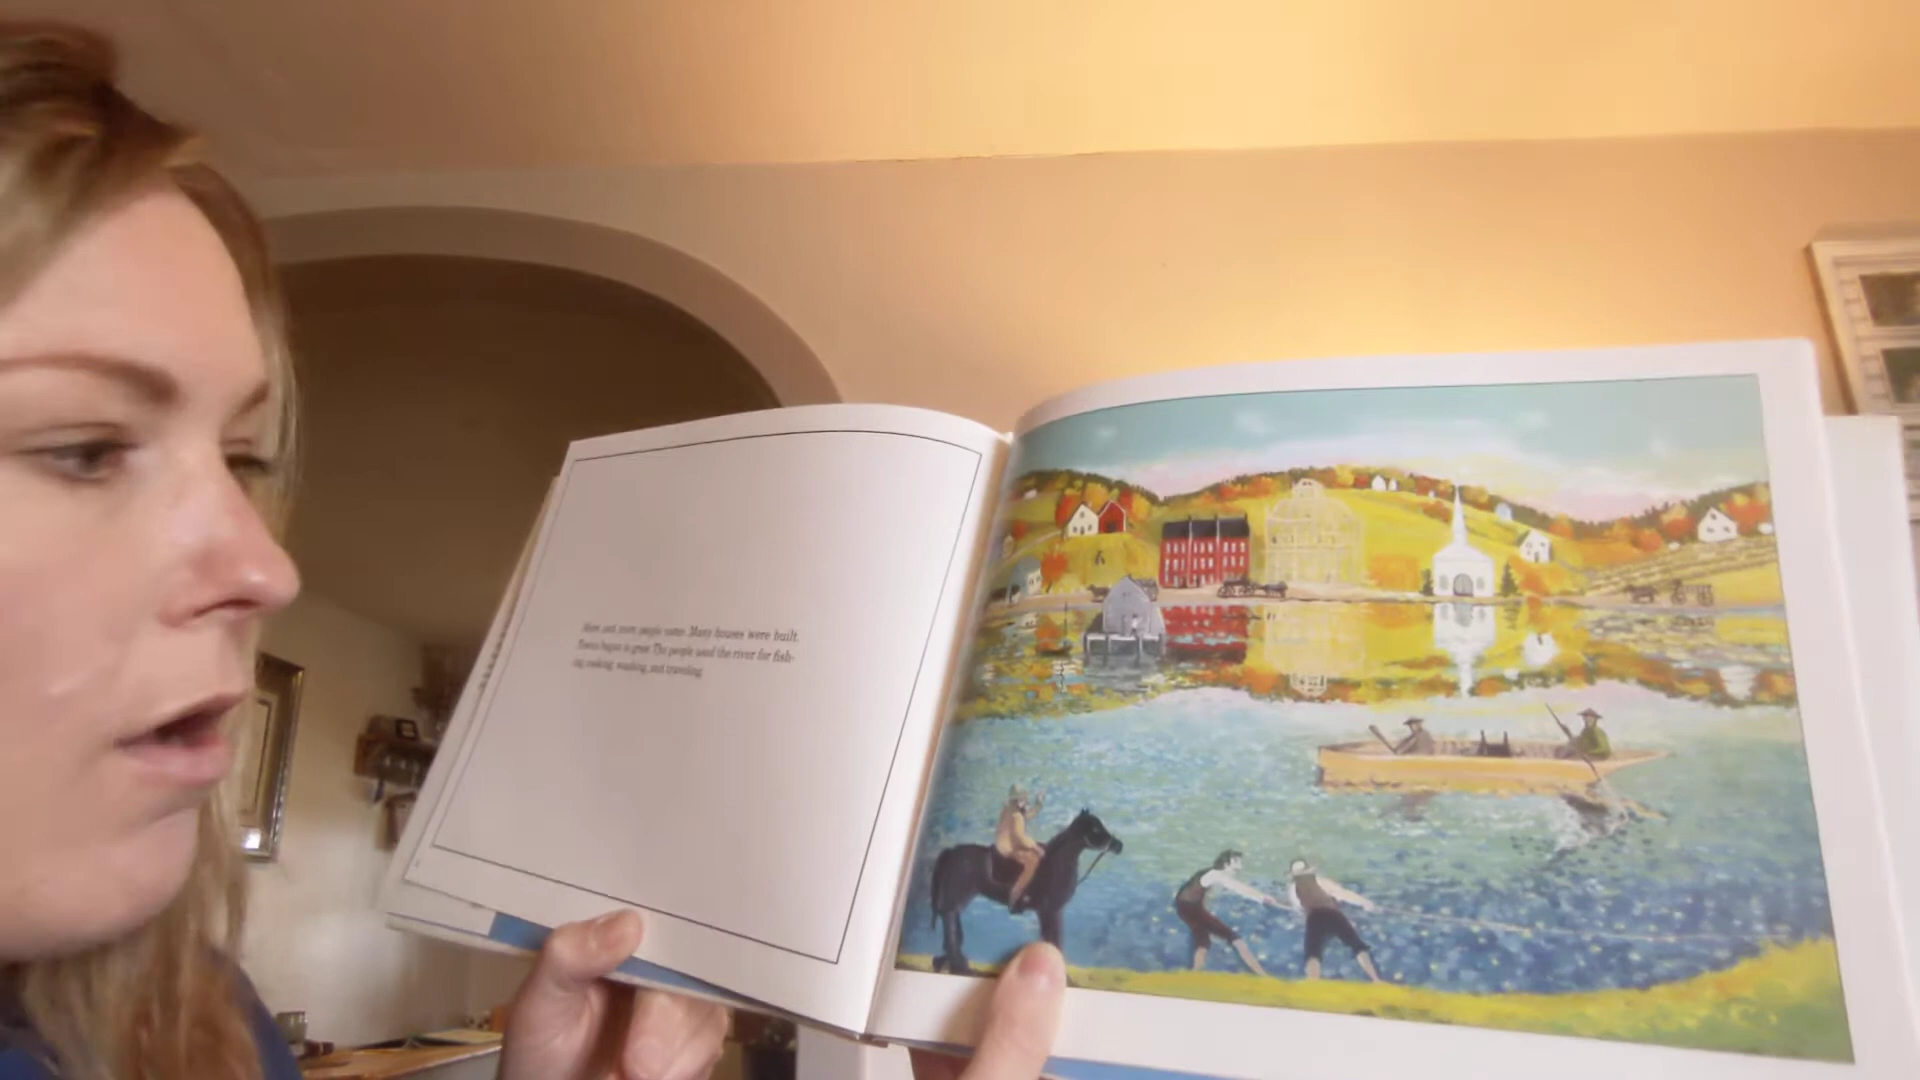 More and more people came. Many houses were built.
Towns began to grow. The people used the river for fish-
ing, cooking, washing, and traveling.